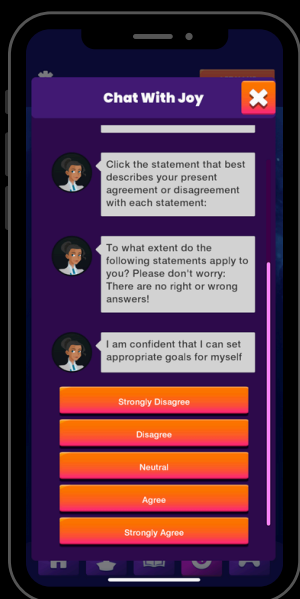 Chat With Joy
Click the statement that best
describes your present
agreement or disagreement
with each statement:
To what extent do the
following statements apply to
you? Please don't worry:
There are no right or wrong
answers!
I am confident that I can set
appropriate goals for myself
Strongly Disagree
Disagree
Neutral
Agree
Strongly Agree